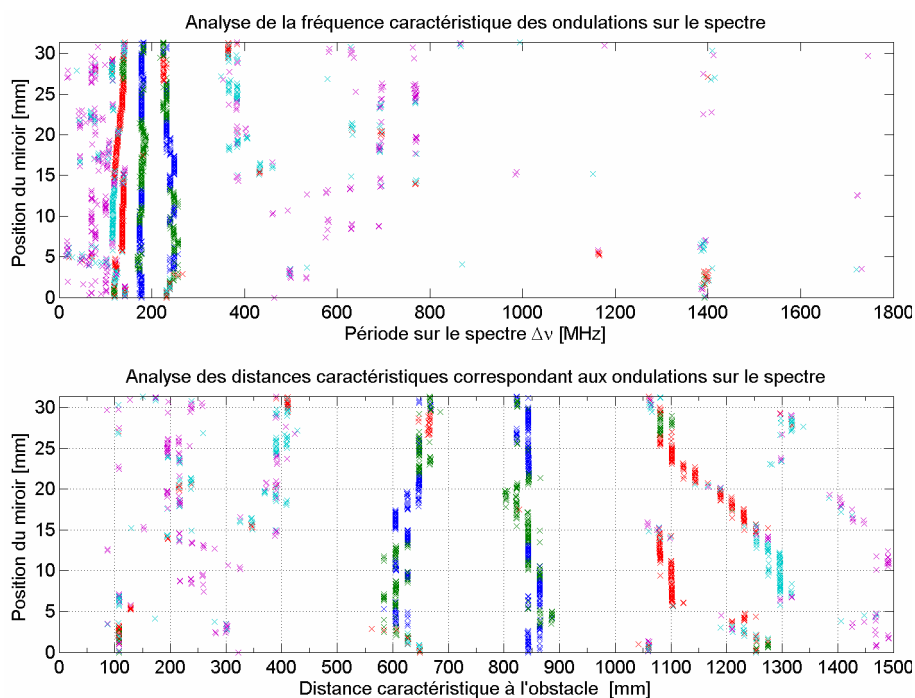 Analyse de la fréquence caractéristique des ondulations sur le spectre
Position du miroir [mm]
30
25
20
15
10
5
0
0 200 400 600 800 1000 1200 1400 1600 1800
Période sur le spectre Δν [MHz]
Analyse des distances caractéristiques correspondant aux ondulations sur le spectre
Position du miroir [mm]
30
25
20
15
10
5
0
0 100 200 300 400 500 600 700 800 900 1000 1100 1200 1300 1400 1500
Distance caractéristique à l'obstacle [mm]